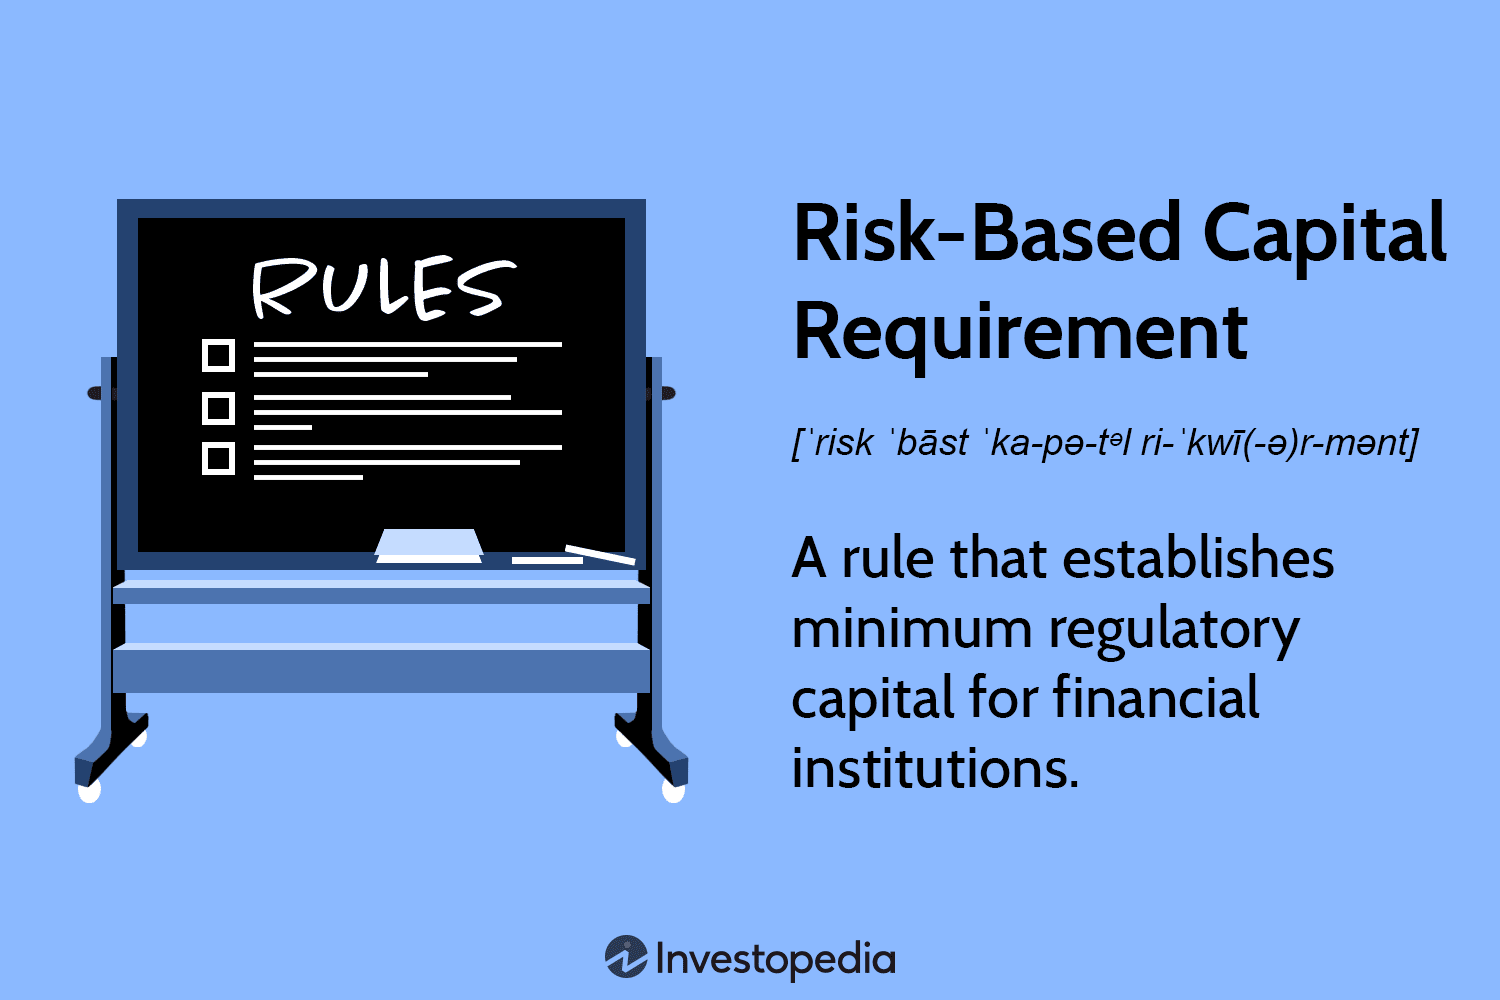 RULES
Risk-Based Capital
Requirement
[ˈrisk ˈbāst ˈka-pə-tᵊl ri-ˈkwī(-ə)r-mənt]
A rule that establishes
minimum regulatory
capital for financial
institutions.
Investopedia